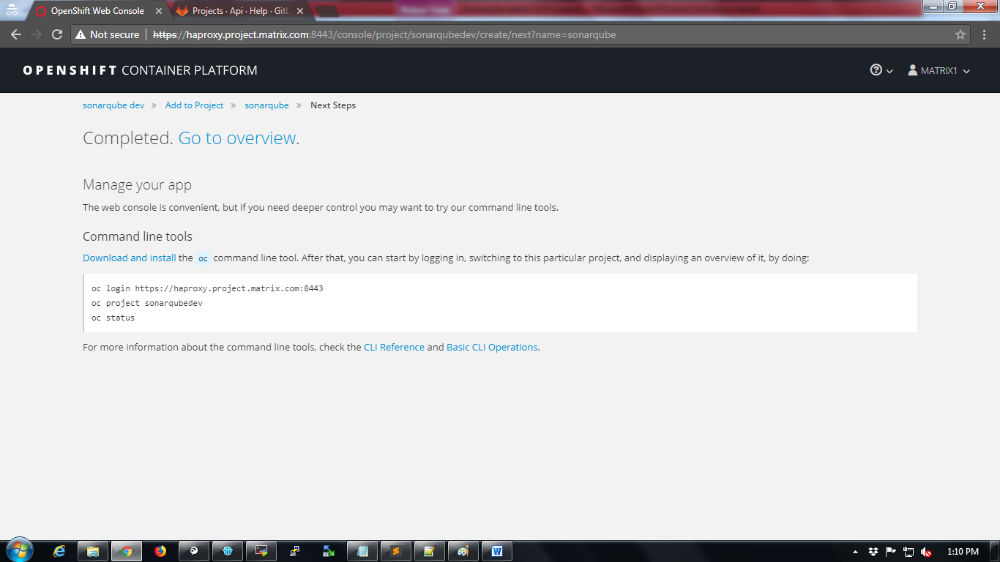 OpenShift Web Console
Projects · Api · Help · GitL
Not secure
https://haproxy.project.matrix.com:8443/console/project/sonarqubedev/create/next?name=sonarqube
OPENSHIFT CONTAINER PLATFORM
MATRIX1
sonarqube dev » Add to Project » sonarqube » Next Steps
Completed. Go to overview.
Manage your app
The web console is convenient, but if you need deeper control you may want to try our command line tools.
Command line tools
Download and install the oc command line tool. After that, you can start by logging in, switching to this particular project, and displaying an overview of it, by doing:
oc login https://haproxy.project.matrix.com:8443
oc project sonarqubedev
oc status
For more information about the command line tools, check the CLI Reference and Basic CLI Operations.
1:10 PM